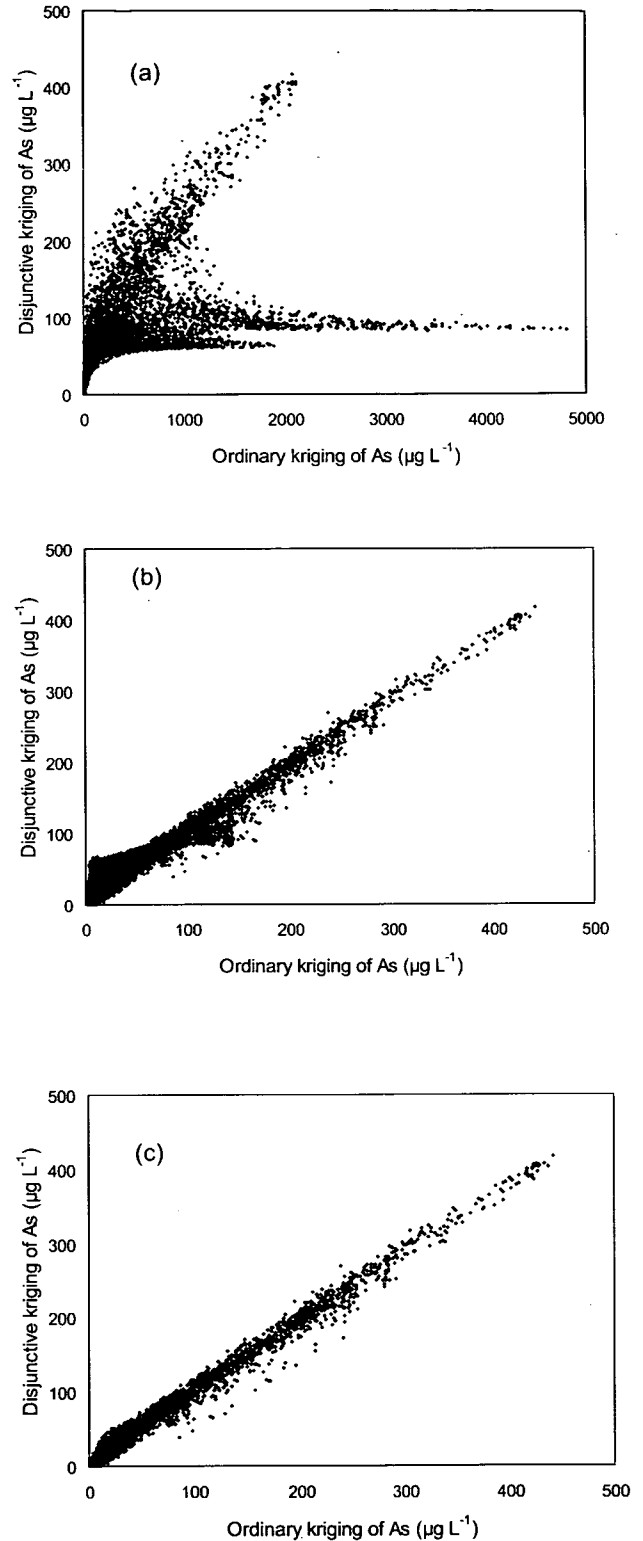 500
(a)
400
300
200
100
0
Disjunctive kriging of As (µg L⁻¹)
0 1000 2000 3000 4000 5000
Ordinary kriging of As (µg L⁻¹)
500
(b)
400
300
200
100
0
Disjunctive kriging of As (µg L⁻¹)
0 100 200 300 400 500
Ordinary kriging of As (µg L⁻¹)
500
(c)
400
300
200
100
0
Disjunctive kriging of As (µg L⁻¹)
0 100 200 300 400 500
Ordinary kriging of As (µg L⁻¹)